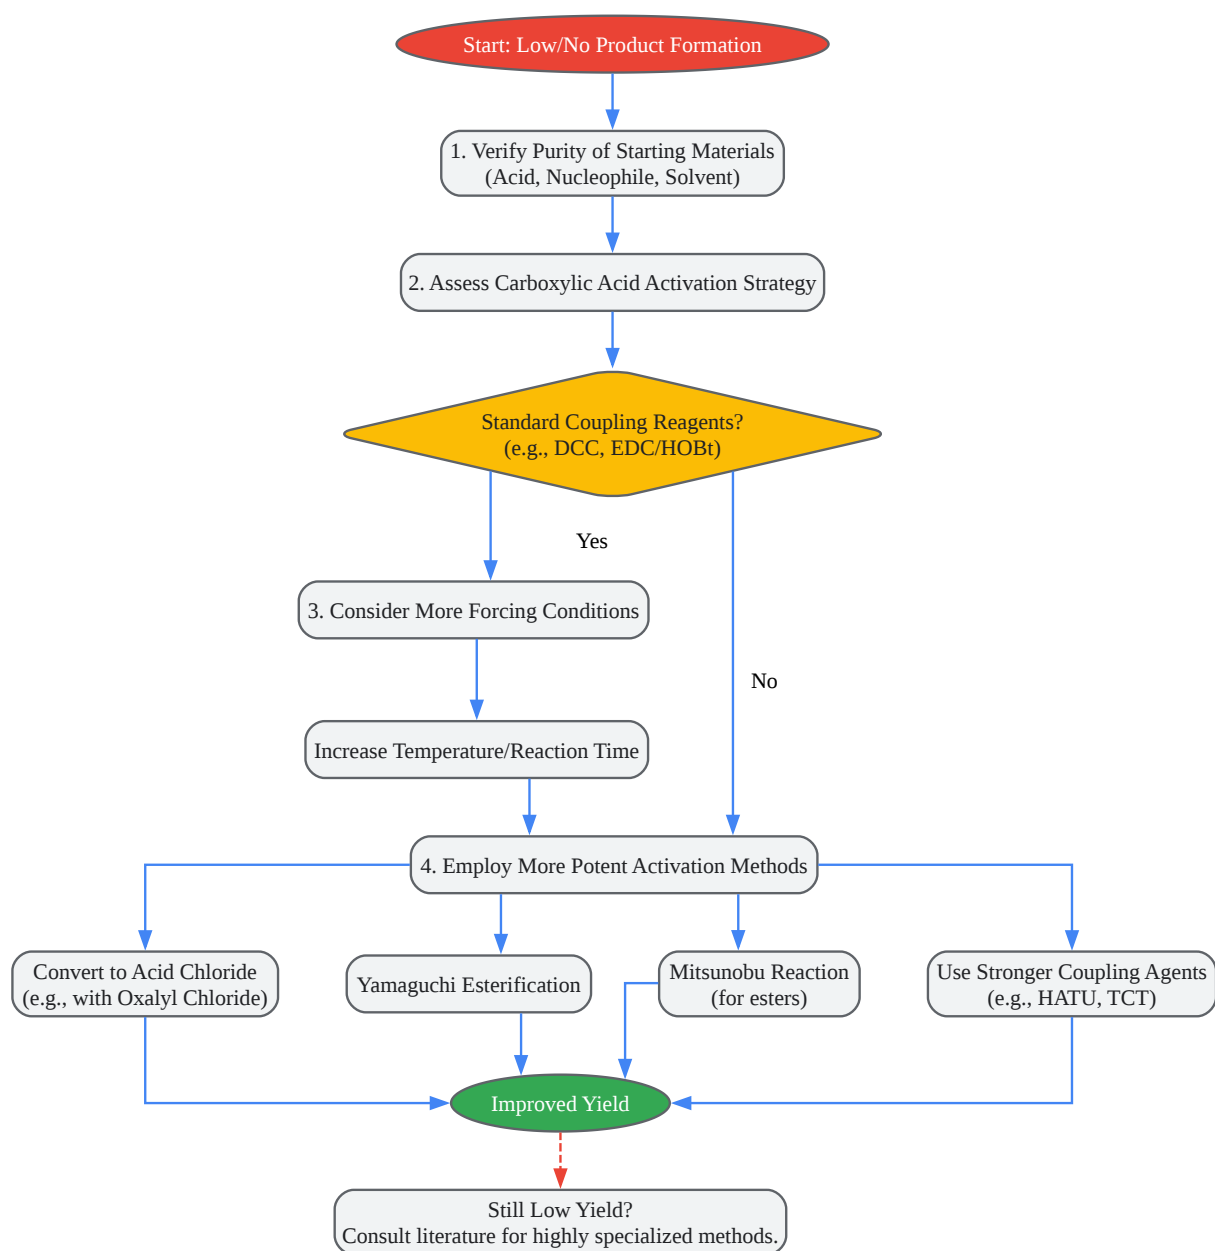 Start: Low/No Product Formation
1. Verify Purity of Starting Materials
(Acid, Nucleophile, Solvent)
2. Assess Carboxylic Acid Activation Strategy
Standard Coupling Reagents?
(e.g., DCC, EDC/HOBt)
Yes
3. Consider More Forcing Conditions
No
Increase Temperature/Reaction Time
4. Employ More Potent Activation Methods
Convert to Acid Chloride
(e.g., with Oxalyl Chloride)
Yamaguchi Esterification
Mitsunobu Reaction
(for esters)
Use Stronger Coupling Agents
(e.g., HATU, TCT)
Improved Yield
Still Low Yield?
Consult literature for highly specialized methods.